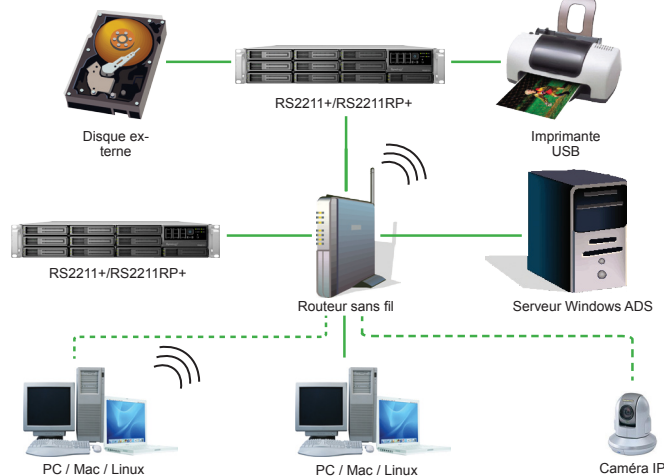 RS2211+/RS2211RP+
Disque ex-
terne
Imprimante
USB
RS2211+/RS2211RP+
Routeur sans fil
Serveur Windows ADS
PC / Mac / Linux
PC / Mac / Linux
Caméra IP